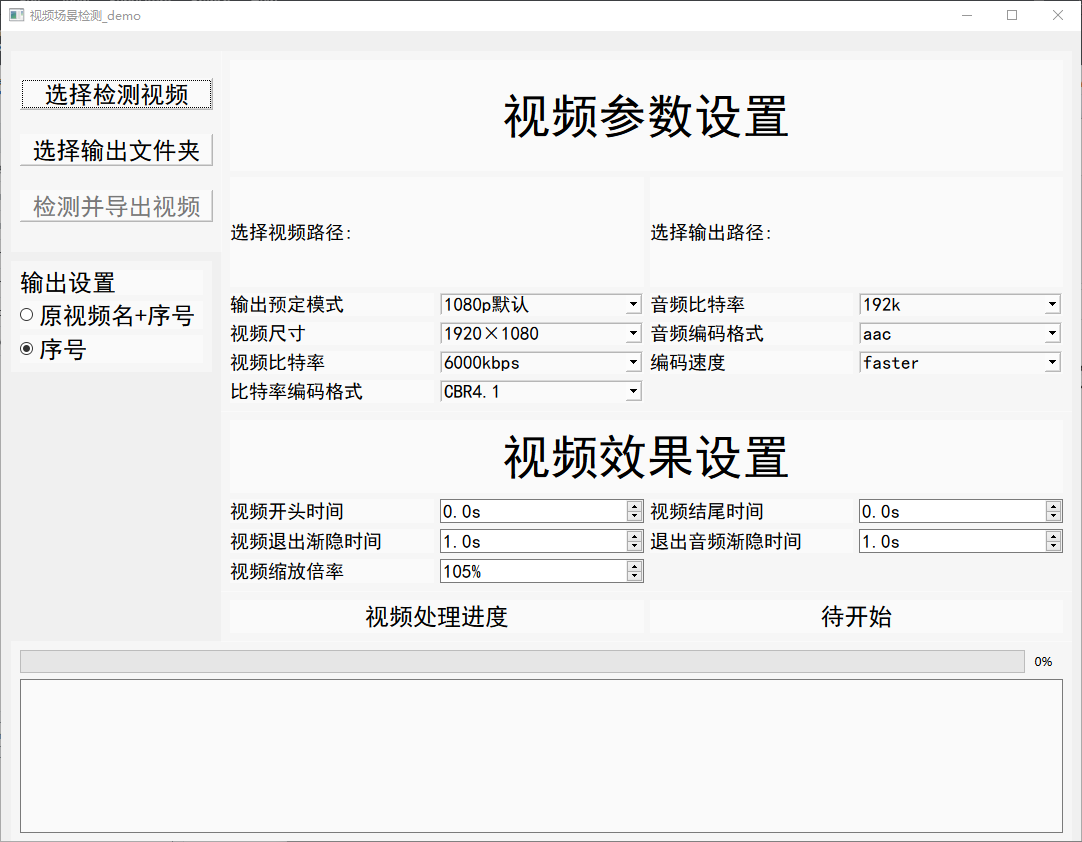 视频场景检测_demo
选择检测视频
选择输出文件夹
检测并导出视频
输出设置
原视频名+序号
序号
视频参数设置
选择视频路径:
选择输出路径:
输出预定模式 1080p默认 音频比特率 192k
视频尺寸 1920×1080 音频编码格式 aac
视频比特率 6000kbps 编码速度 faster
比特率编码格式 CBR4.1
视频效果设置
视频开头时间 0.0s 视频结尾时间 0.0s
视频退出渐隐时间 1.0s 退出音频渐隐时间 1.0s
视频缩放倍率 105%
视频处理进度 待开始
0%